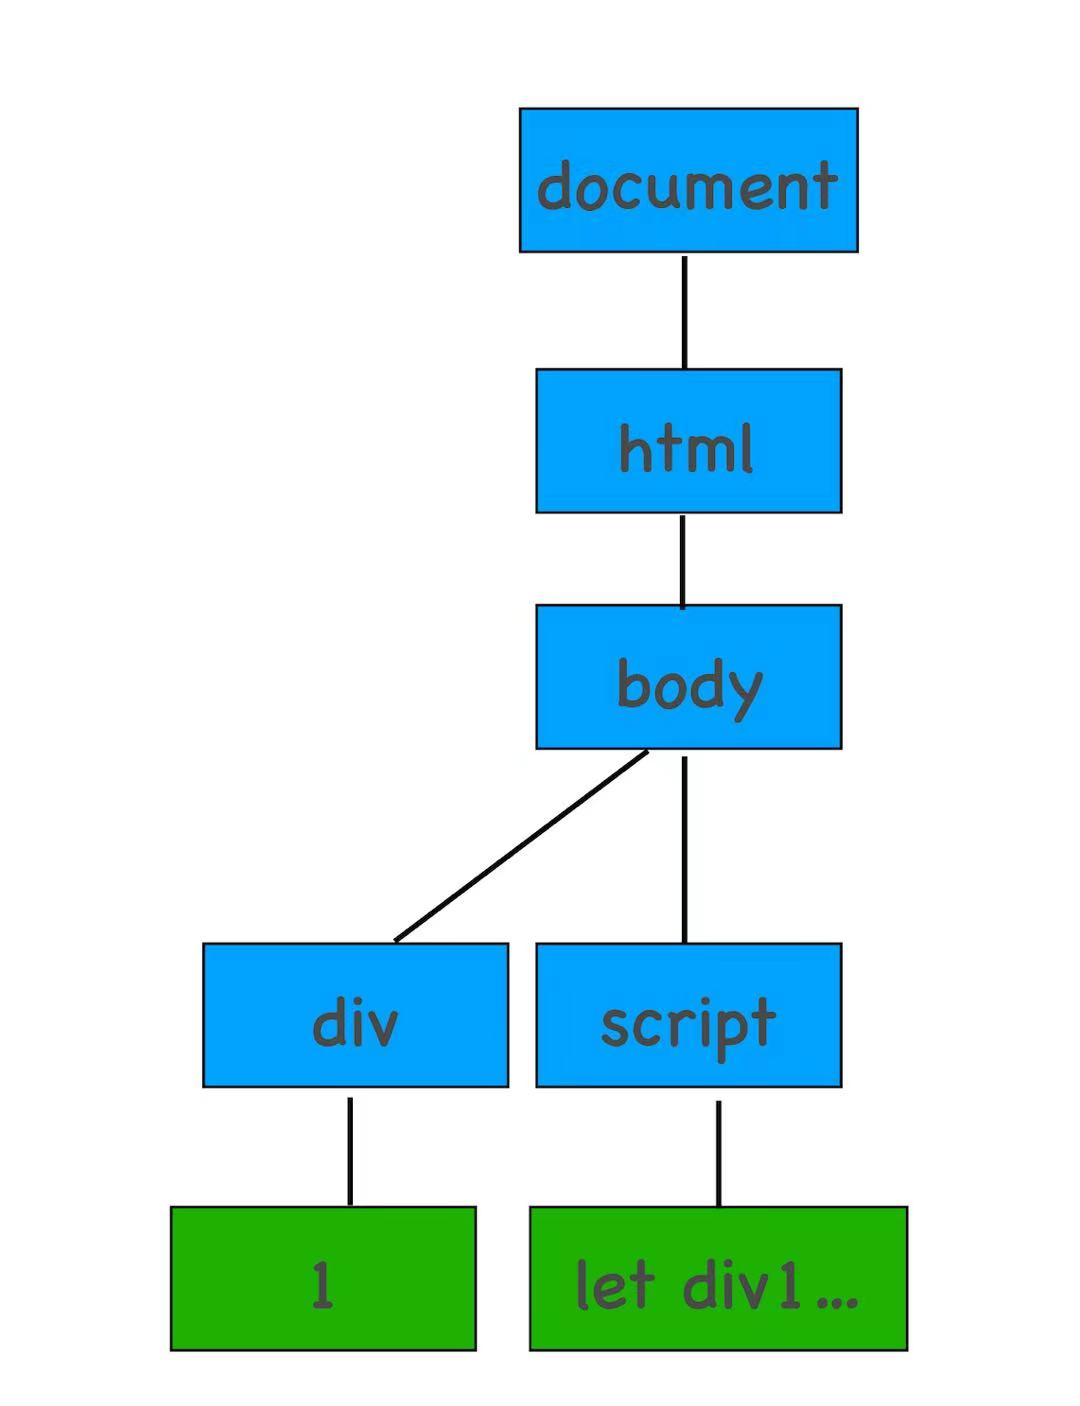 document
html
body
div
script
1
let div1...